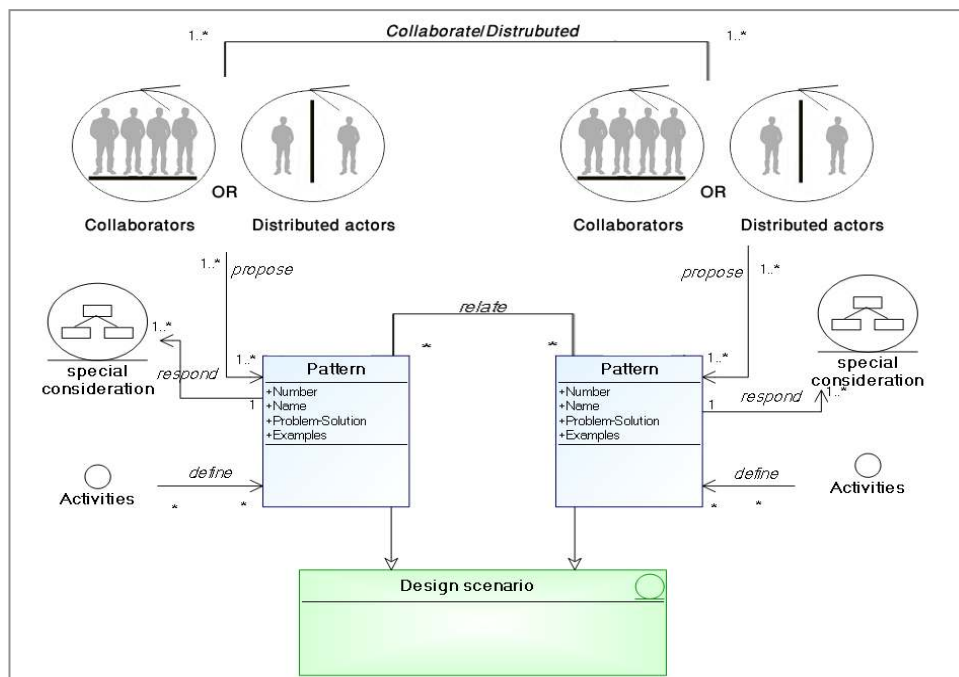 Collaborate/Distrubuted
1..* 1..*
OR OR
Collaborators Distributed actors Collaborators Distributed actors
1..* propose propose 1..*
relate
1..* * * 1..*
special consideration
special consideration
respond 1..* 1..* respond 1..*
1 1
Pattern
+Number
+Name
+Problem-Solution
+Examples
Pattern
+Number
+Name
+Problem-Solution
+Examples
define define
Activities Activities
* * * *
Design scenario